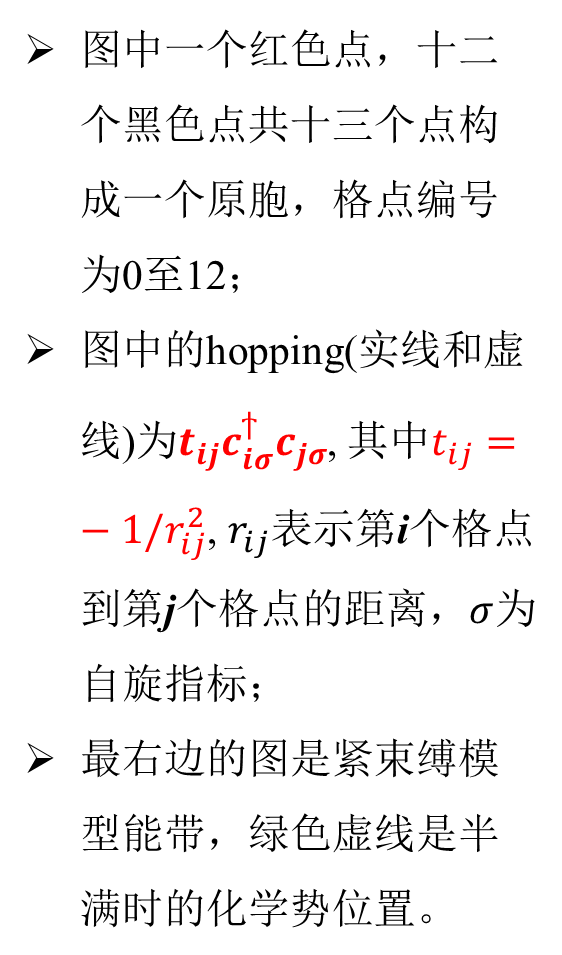 ➢ 图中一个红色点，十二
个黑色点共十三个点构
成一个原胞，格点编号
为0至12；
➢ 图中的hopping(实线和虚
线)为$t_{ij}c_{i\sigma}^{\dagger}c_{j\sigma}$, 其中$t_{ij} =$
$-1/r_{ij}^{2}$, $r_{ij}$表示第i个格点
到第j个格点的距离，σ为
自旋指标；
➢ 最右边的图是紧束缚模
型能带，绿色虚线是半
满时的化学势位置。